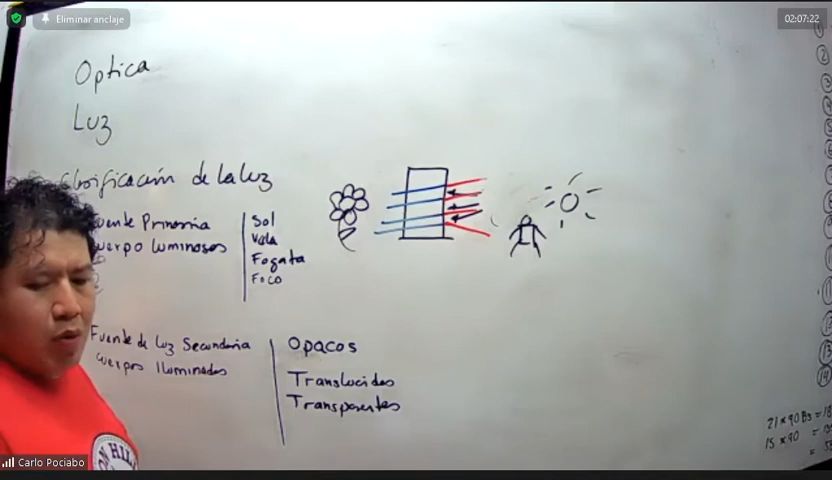 Eliminar anclaje
02:07:22
Optica
Luz
Clasificación de la luz
Fuente Primaria
Cuerpo luminosos
Sol
Vela
Fogata
Foco
Fuente de luz Secundaria
Cuerpos Iluminados
Opacos
Translucidos
Transparentes
21 x 90 Bs =
15 x 90 =
=
Carlo Pociabo